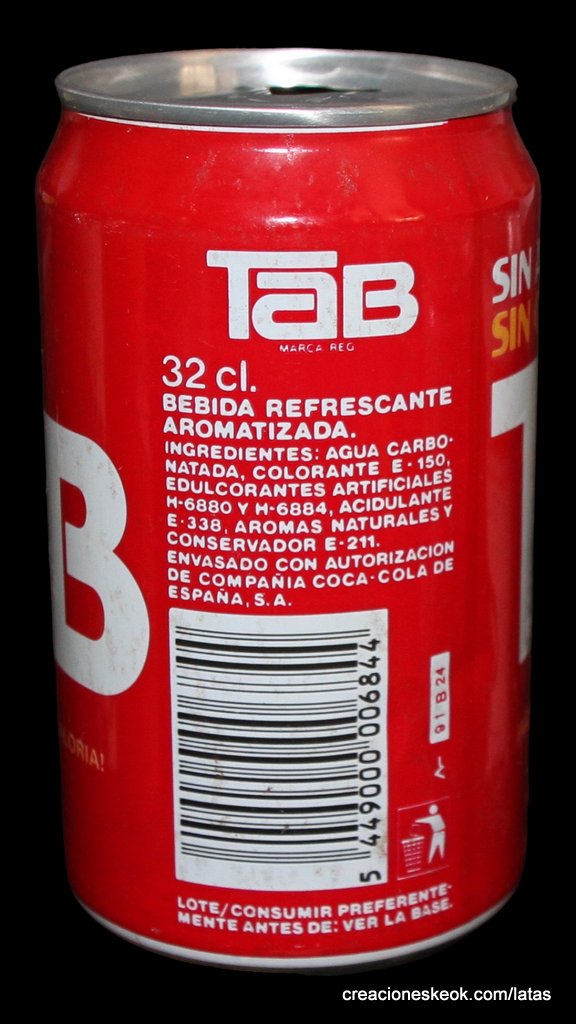 TaB
MARCA REG
32 cl.
BEBIDA REFRESCANTE
AROMATIZADA.
INGREDIENTES: AGUA CARBO-
NATADA, COLORANTE E-150,
EDULCORANTES ARTIFICIALES
H-6880 Y H-6884, ACIDULANTE
E-338, AROMAS NATURALES Y
CONSERVADOR E-211.
ENVASADO CON AUTORIZACION
DE COMPAÑIA COCA-COLA DE
ESPAÑA, S.A.
5 449000 006844
91 B 24
LOTE/CONSUMIR PREFERENTE-
MENTE ANTES DE: VER LA BASE.
B
SIN
SIN
T
creacioneskeok.com/latas